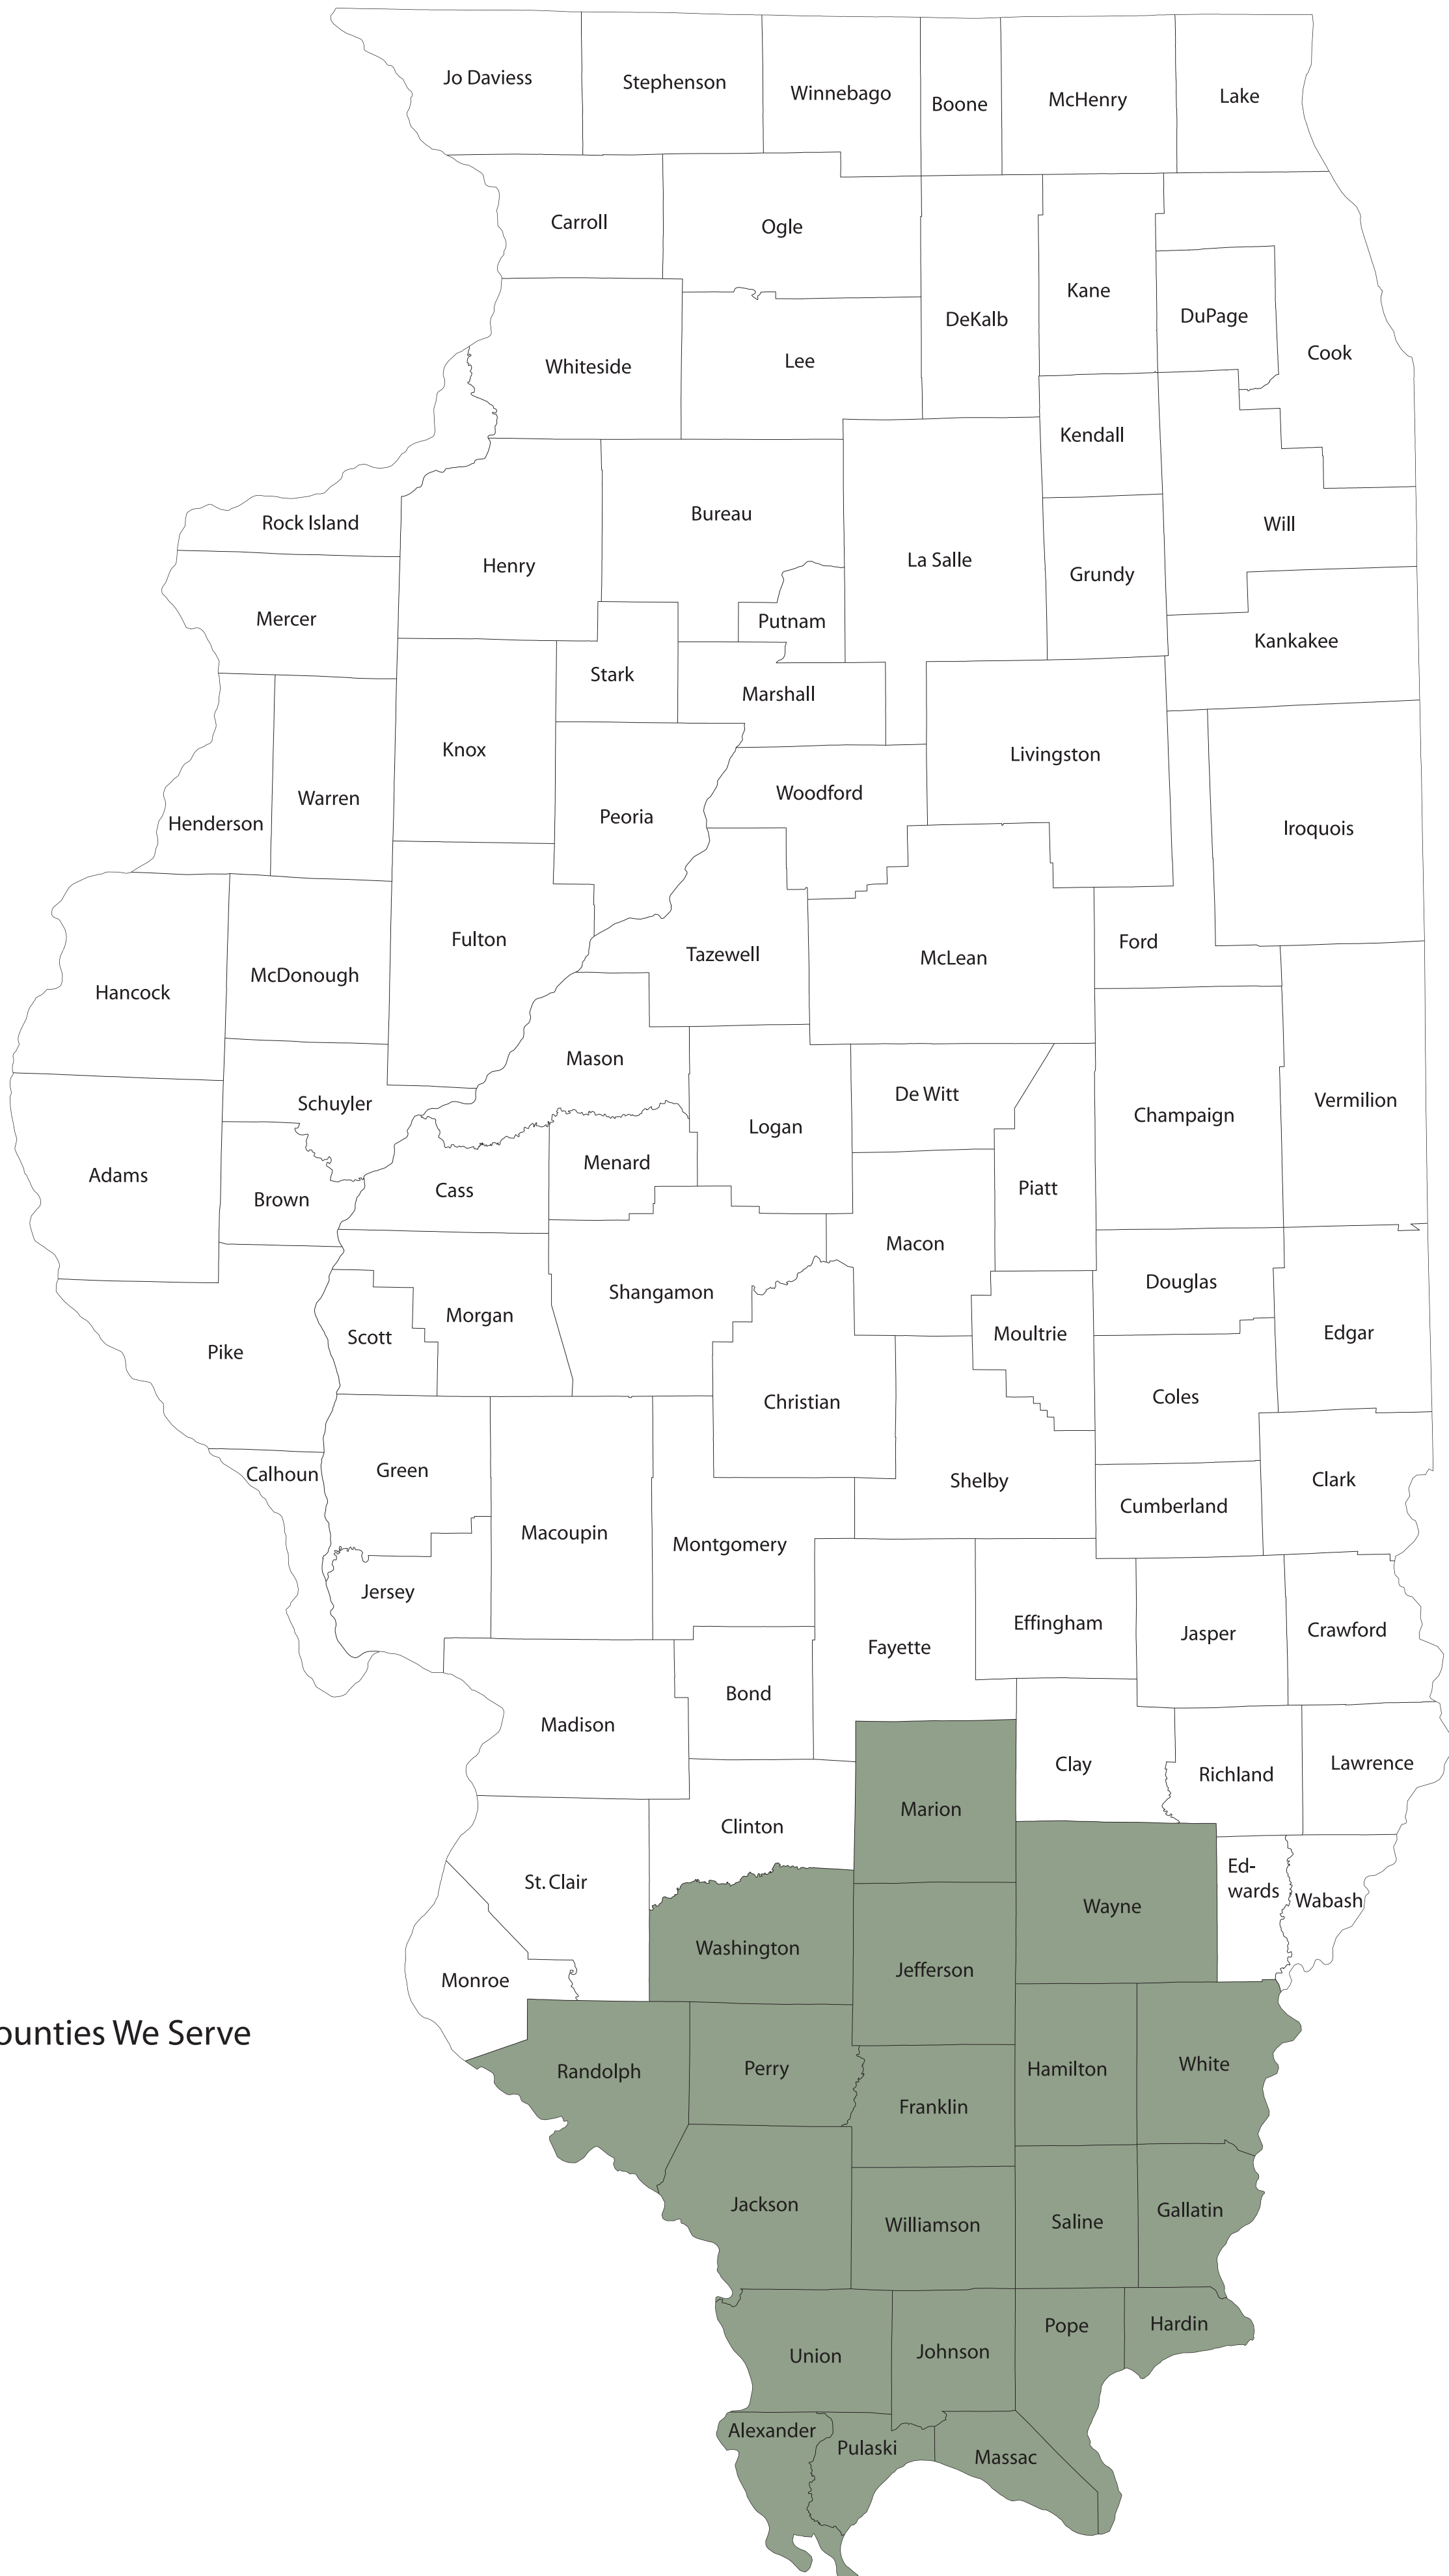 Jo Daviess
Stephenson
Winnebago
Boone
McHenry
Lake
Carroll
Ogle
Kane
DeKalb
DuPage
Cook
Whiteside
Lee
Kendall
Rock Island
Bureau
Will
Henry
La Salle
Grundy
Mercer
Putnam
Kankakee
Stark
Marshall
Knox
Livingston
Warren
Woodford
Henderson
Peoria
Iroquois
Fulton
Ford
Tazewell
McLean
McDonough
Hancock
Mason
De Witt
Schuyler
Vermilion
Champaign
Logan
Menard
Adams
Cass
Brown
Piatt
Macon
Douglas
Shangamon
Morgan
Scott
Moultrie
Edgar
Pike
Coles
Christian
Calhoun
Green
Shelby
Clark
Cumberland
Macoupin
Montgomery
Jersey
Effingham
Fayette
Jasper
Crawford
Bond
Madison
Clay
Richland
Lawrence
Marion
Clinton
St. Clair
Ed-
wards
Wabash
Wayne
Washington
Jefferson
Monroe
ounties We Serve
Randolph
Perry
Hamilton
White
Franklin
Jackson
Williamson
Saline
Gallatin
Union
Johnson
Pope
Hardin
Alexander
Pulaski
Massac